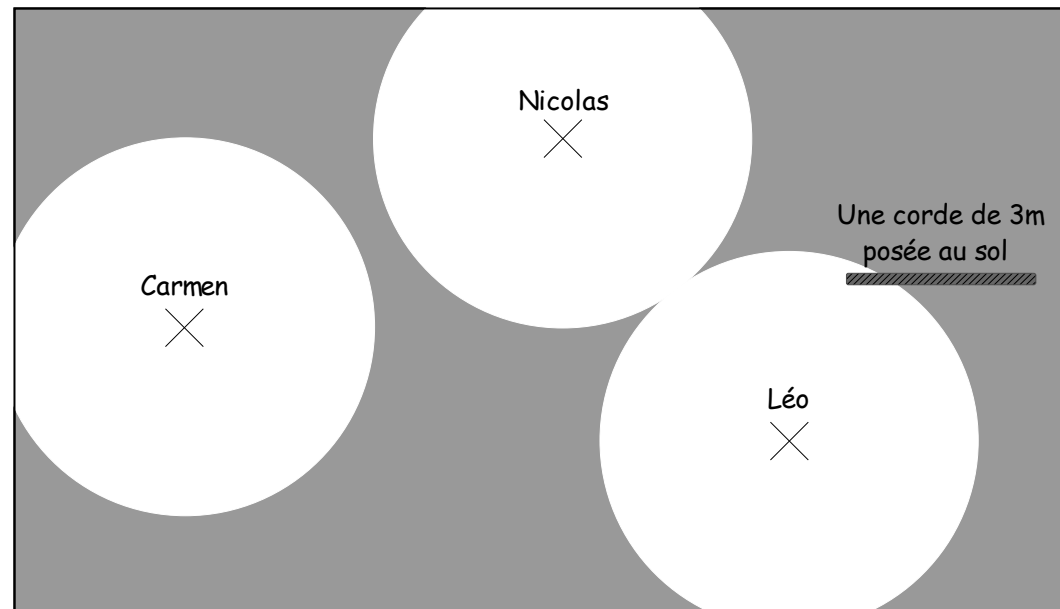 Nicolas
Une corde de 3m
posée au sol
Carmen
Léo